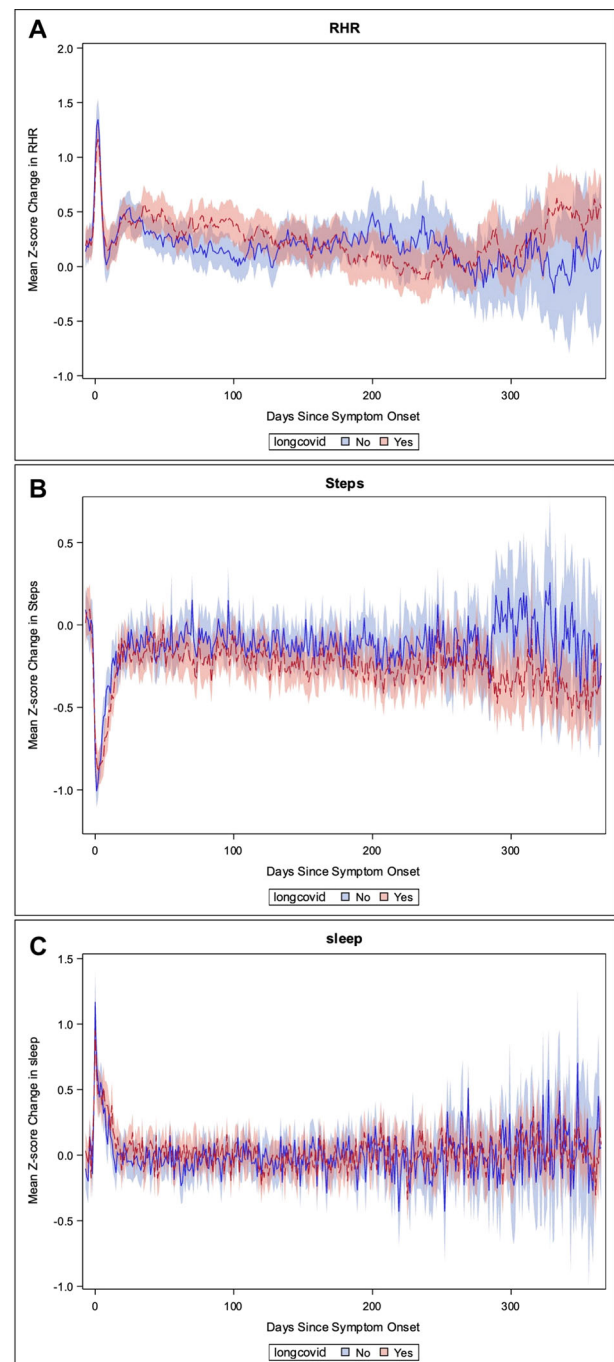 A
RHR
Mean Z-score Change in RHR
2.0
1.5
1.0
0.5
0.0
-0.5
-1.0
0 100 200 300
Days Since Symptom Onset
longcovid No Yes
B
Steps
Mean Z-score Change in Steps
0.5
0.0
-0.5
-1.0
0 100 200 300
Days Since Symptom Onset
longcovid No Yes
C
sleep
Mean Z-score Change in sleep
1.5
1.0
0.5
0.0
-0.5
-1.0
0 100 200 300
Days Since Symptom Onset
longcovid No Yes